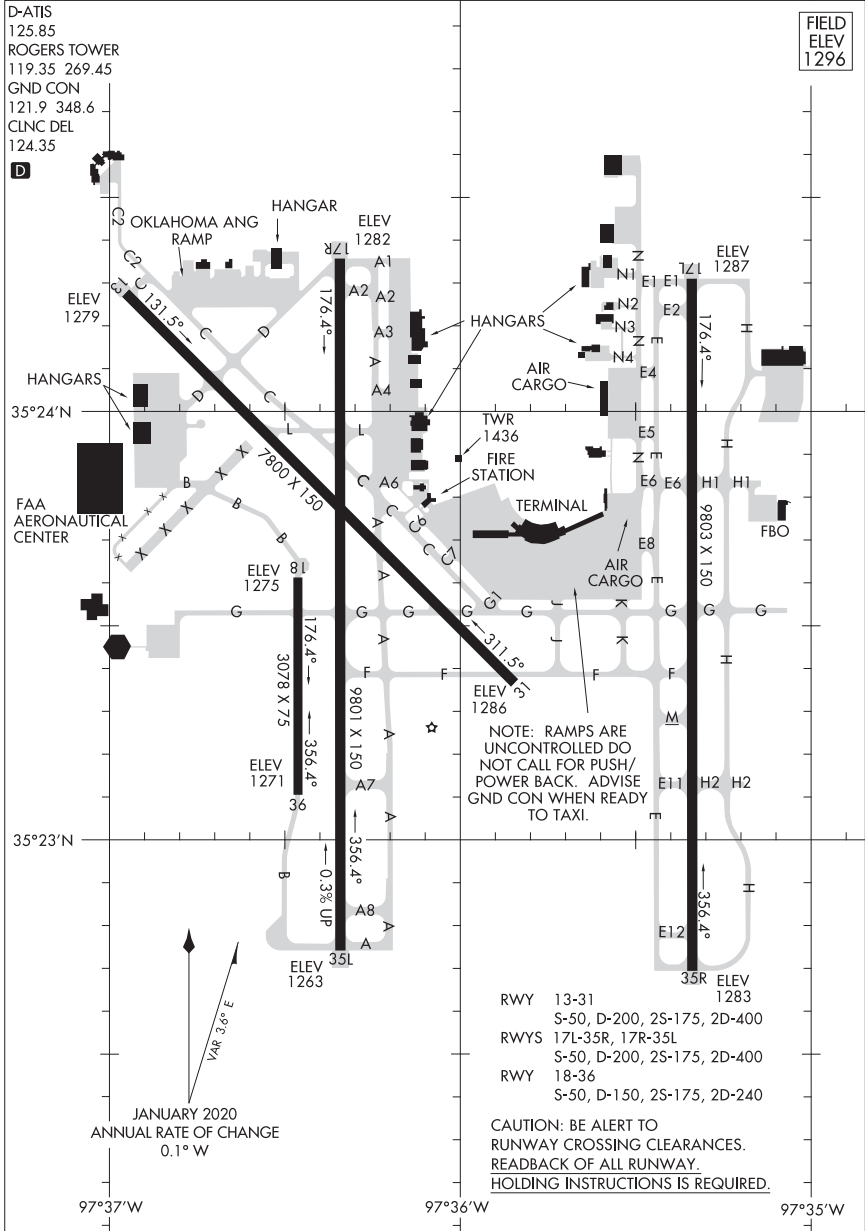 D-ATIS
125.85
ROGERS TOWER
119.35 269.45
GND CON
121.9 348.6
CLNC DEL
124.35
D
FIELD
ELEV
1296
C2
OKLAHOMA ANG
RAMP
HANGAR
C2
C
13
131.5°
ELEV
1279
C
D
17R
ELEV
1282
A1
A2
A2
176.4°
A3
A
A4
HANGARS
N
N1
N2
N3
N
N4
E1
E1
E2
E
E4
17L
ELEV
1287
176.4°
H
AIR
CARGO
HANGARS
D
C
L
L
35°24'N
7800 X 150
TWR
1436
FIRE
STATION
E5
N
E6
E6
H1
H1
H
FAA
AERONAUTICAL
CENTER
X
X
X
X
X
x
x
x
x
B
B
B
C
A6
A
C
C6
C
C7
A
TERMINAL
AIR
CARGO
E8
E
9803 X 150
FBO
ELEV
1275
18
G
G
G
G
G
G1
G
J
J
K
K
G
G
G
176.4°
3078 X 75
356.4°
ELEV
1271
36
A
F
F
311.5°
31
ELEV
1286
F
F
H
9801 X 150
A
A7
A
NOTE: RAMPS ARE
UNCONTROLLED DO
NOT CALL FOR PUSH/
POWER BACK. ADVISE
GND CON WHEN READY
TO TAXI.
M
E11
H2
H2
E
35°23'N
B
0.3% UP
356.4°
A8
A
A
35L
ELEV
1263
356.4°
H
E12
35R
ELEV
1283
VAR 3.6° E
JANUARY 2020
ANNUAL RATE OF CHANGE
0.1° W
RWY 13-31
S-50, D-200, 2S-175, 2D-400
RWYS 17L-35R, 17R-35L
S-50, D-200, 2S-175, 2D-400
RWY 18-36
S-50, D-150, 2S-175, 2D-240
CAUTION: BE ALERT TO
RUNWAY CROSSING CLEARANCES.
READBACK OF ALL RUNWAY.
HOLDING INSTRUCTIONS IS REQUIRED.
97°37'W
97°36'W
97°35'W